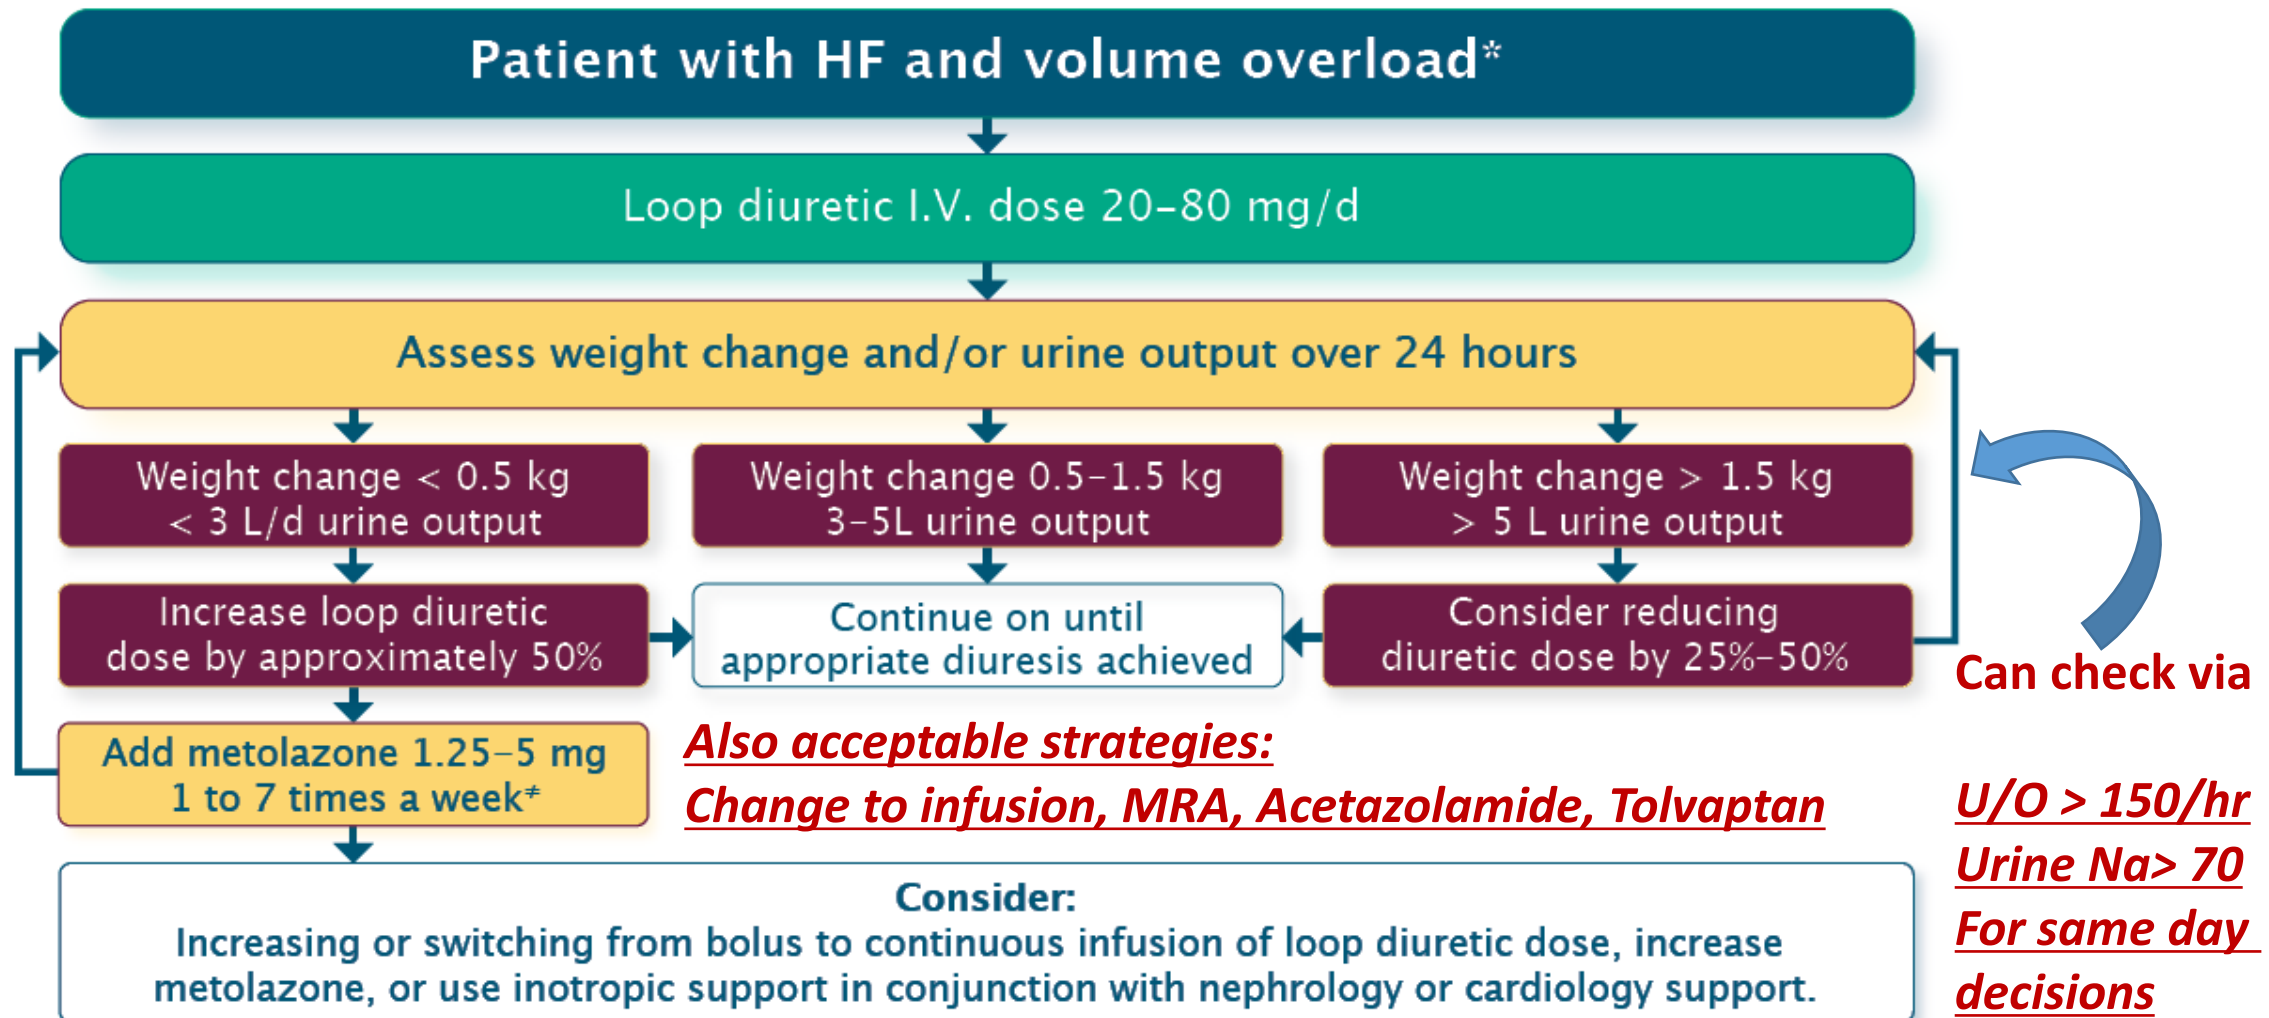 Patient with HF and volume overload*
Loop diuretic I.V. dose 20–80 mg/d
Assess weight change and/or urine output over 24 hours
Weight change < 0.5 kg
< 3 L/d urine output
Weight change 0.5–1.5 kg
3–5L urine output
Weight change > 1.5 kg
> 5 L urine output
Increase loop diuretic
dose by approximately 50%
Continue on until
appropriate diuresis achieved
Consider reducing
diuretic dose by 25%–50%
Can check via
Add metolazone 1.25–5 mg
1 to 7 times a week≠
Also acceptable strategies:
Change to infusion, MRA, Acetazolamide, Tolvaptan
U/O > 150/hr
Urine Na> 70
For same day
decisions
Consider:
Increasing or switching from bolus to continuous infusion of loop diuretic dose, increase
metolazone, or use inotropic support in conjunction with nephrology or cardiology support.